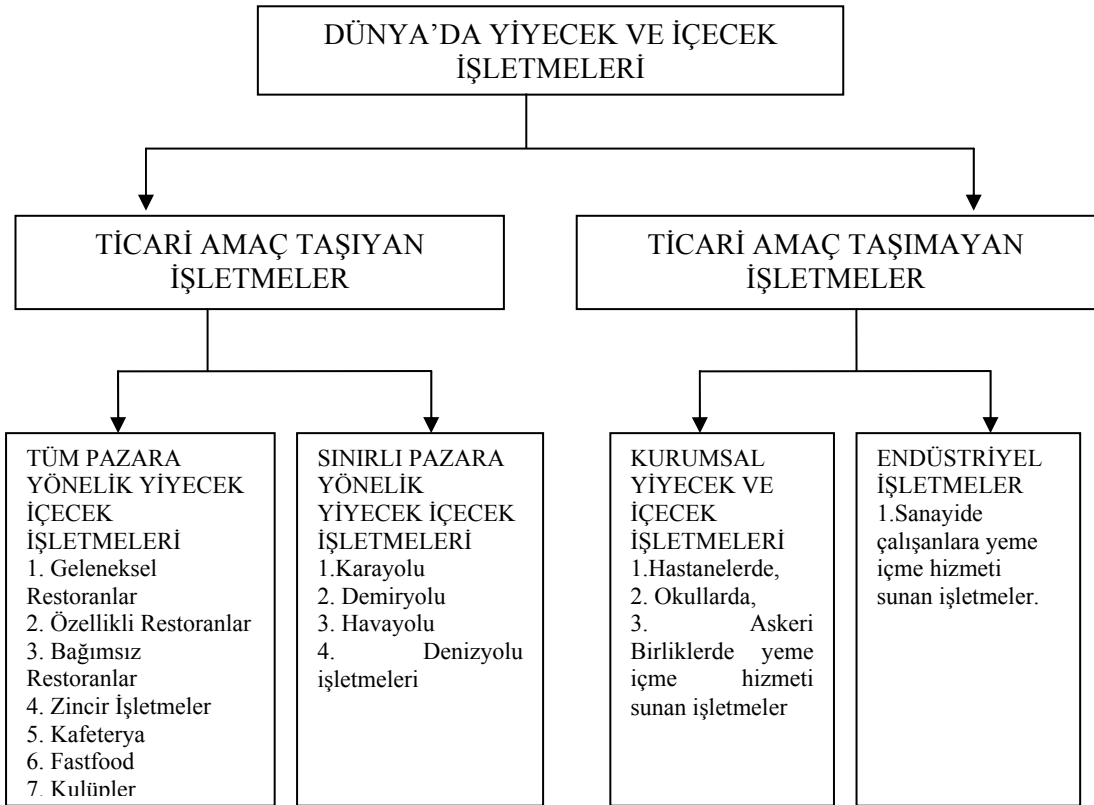 DÜNYA’DA YİYECEK VE İÇECEK
İŞLETMELERİ
TİCARİ AMAÇ TAŞIYAN
İŞLETMELER
TİCARİ AMAÇ TAŞIMAYAN
İŞLETMELER
TÜM PAZARA
YÖNELİK YİYECEK
İÇECEK
İŞLETMELERİ
1. Geleneksel
Restoranlar
2. Özellikli Restoranlar
3. Bağımsız
Restoranlar
4. Zincir İşletmeler
5. Kafeterya
6. Fastfood
7. Kulüpler
SINIRLI PAZARA
YÖNELİK
YİYECEK İÇECEK
İŞLETMELERİ
1.Karayolu
2. Demiryolu
3. Havayolu
4. Denizyolu
işletmeleri
KURUMSAL
YİYECEK VE
İÇECEK
İŞLETMELERİ
1.Hastanelerde,
2. Okullarda,
3. Askeri
Birliklerde yeme
içme hizmeti
sunan işletmeler
ENDÜSTRİYEL
İŞLETMELER
1.Sanayide
çalışanlara yeme
içme hizmeti
sunan işletmeler.